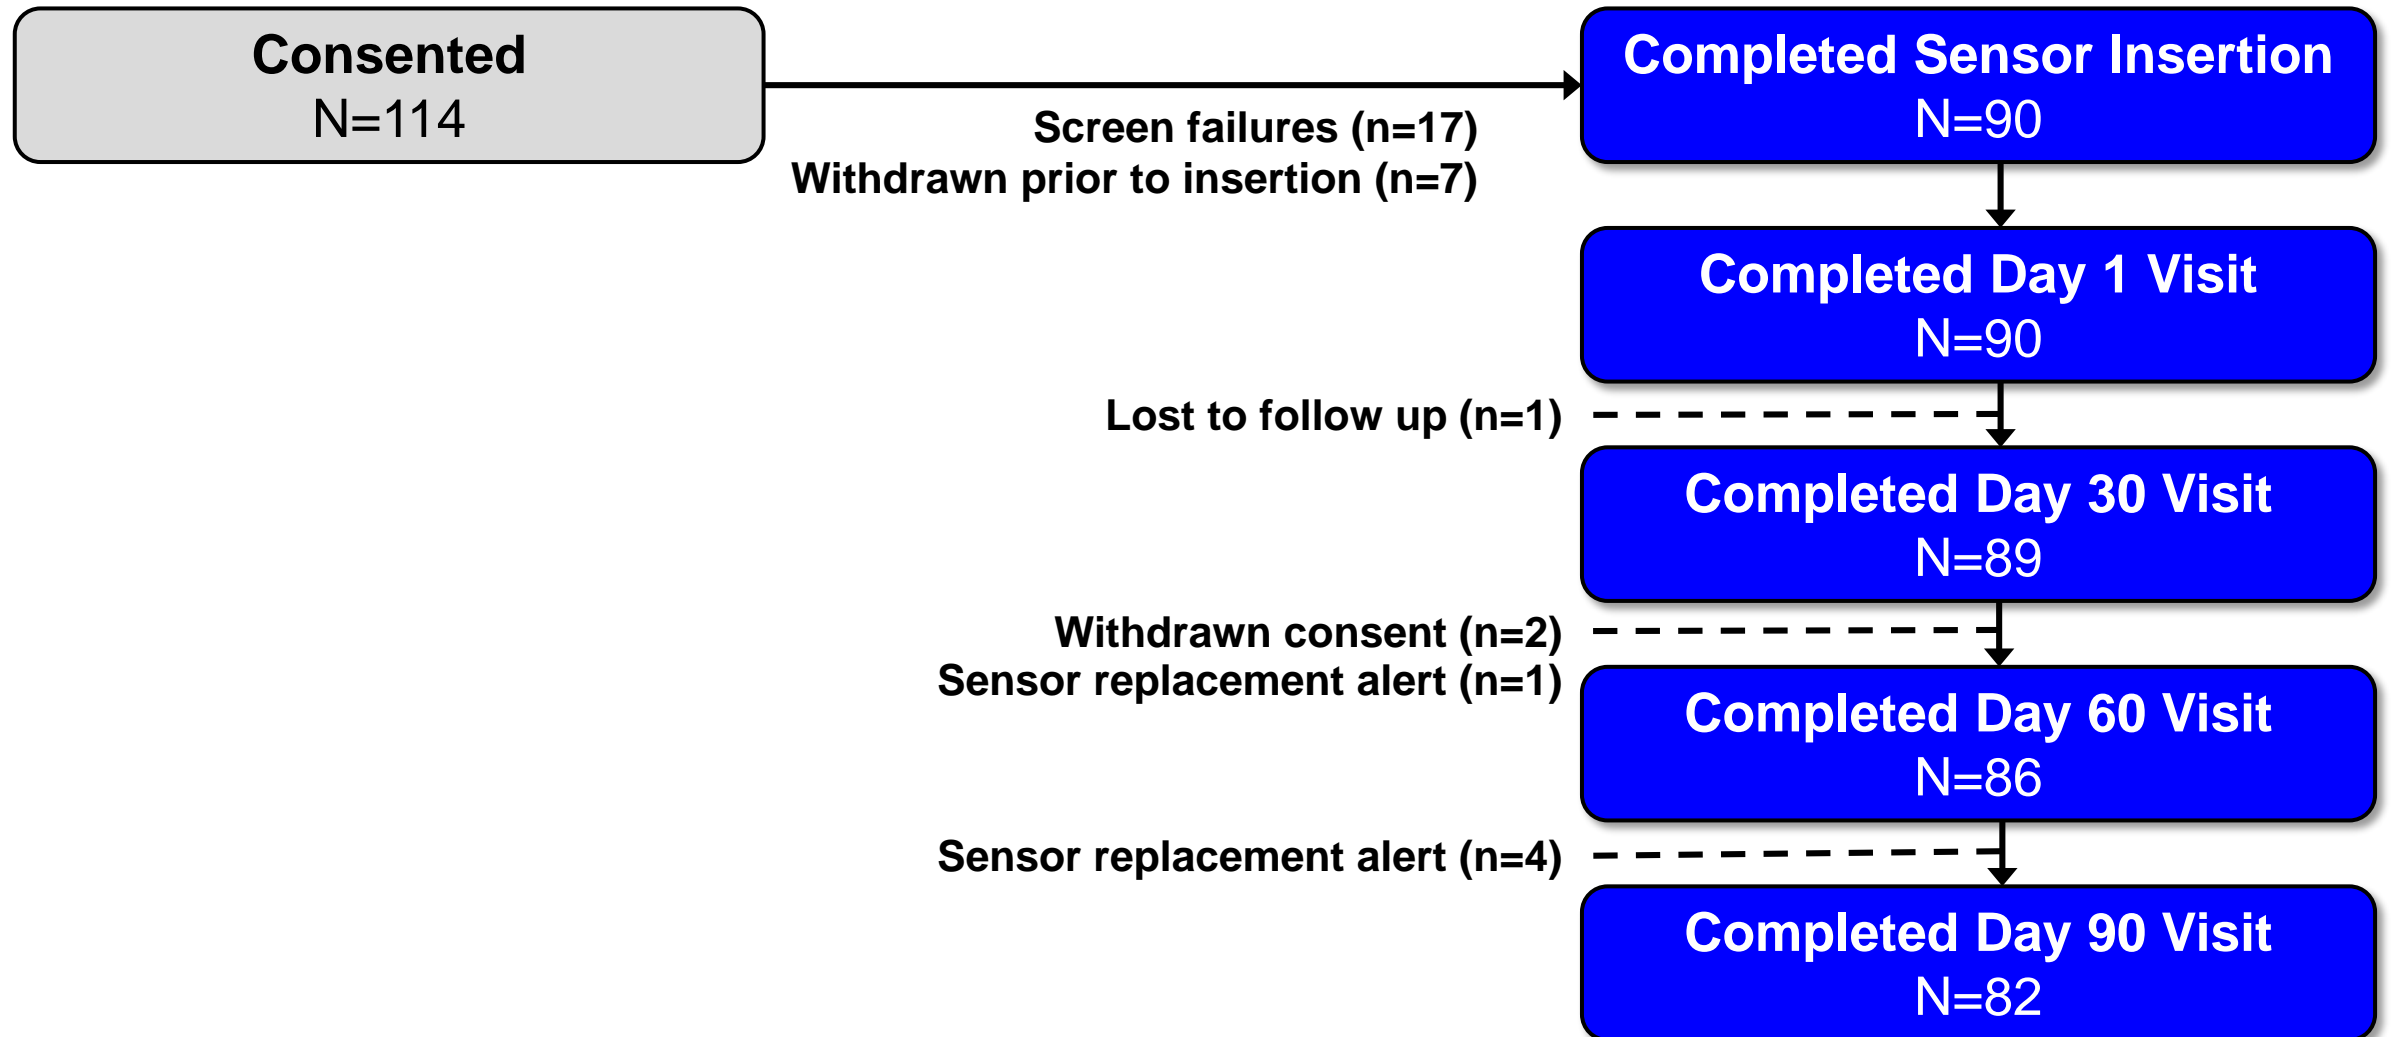 Consented
N=114
Completed Sensor Insertion
N=90
Screen failures (n=17)
Withdrawn prior to insertion (n=7)
Completed Day 1 Visit
N=90
Lost to follow up (n=1)
Completed Day 30 Visit
N=89
Withdrawn consent (n=2)
Sensor replacement alert (n=1)
Completed Day 60 Visit
N=86
Sensor replacement alert (n=4)
Completed Day 90 Visit
N=82